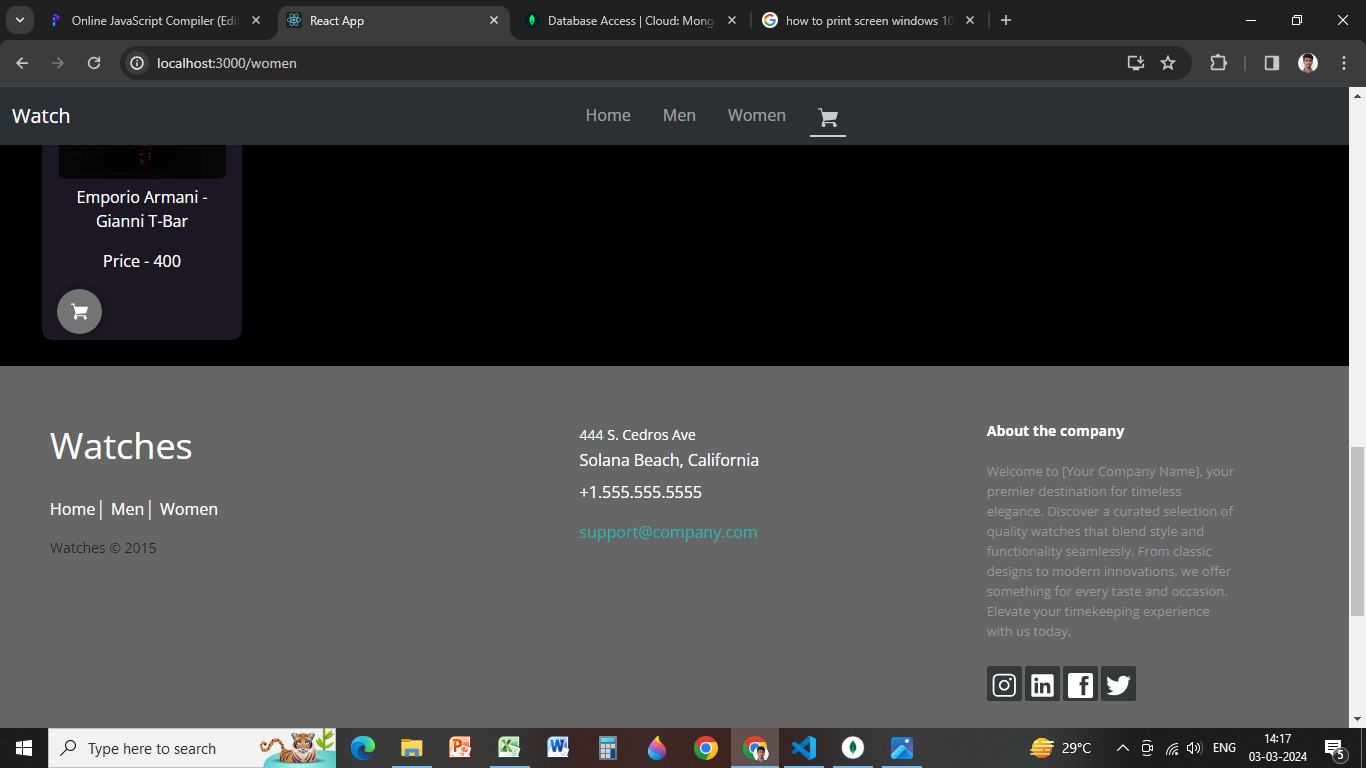 Online JavaScript Compiler (Edi
React App
Database Access | Cloud: Mong
how to print screen windows 10
localhost:3000/women
Watch
Home Men Women
Emporio Armani -
Gianni T-Bar
Price - 400
Watches
Home| Men| Women
Watches © 2015
444 S. Cedros Ave
Solana Beach, California
+1.555.555.5555
support@company.com
About the company
Welcome to [Your Company Name], your
premier destination for timeless
elegance. Discover a curated selection of
quality watches that blend style and
functionality seamlessly. From classic
designs to modern innovations, we offer
something for every taste and occasion.
Elevate your timekeeping experience
with us today.
Type here to search
29°C
ENG
14:17
03-03-2024
5